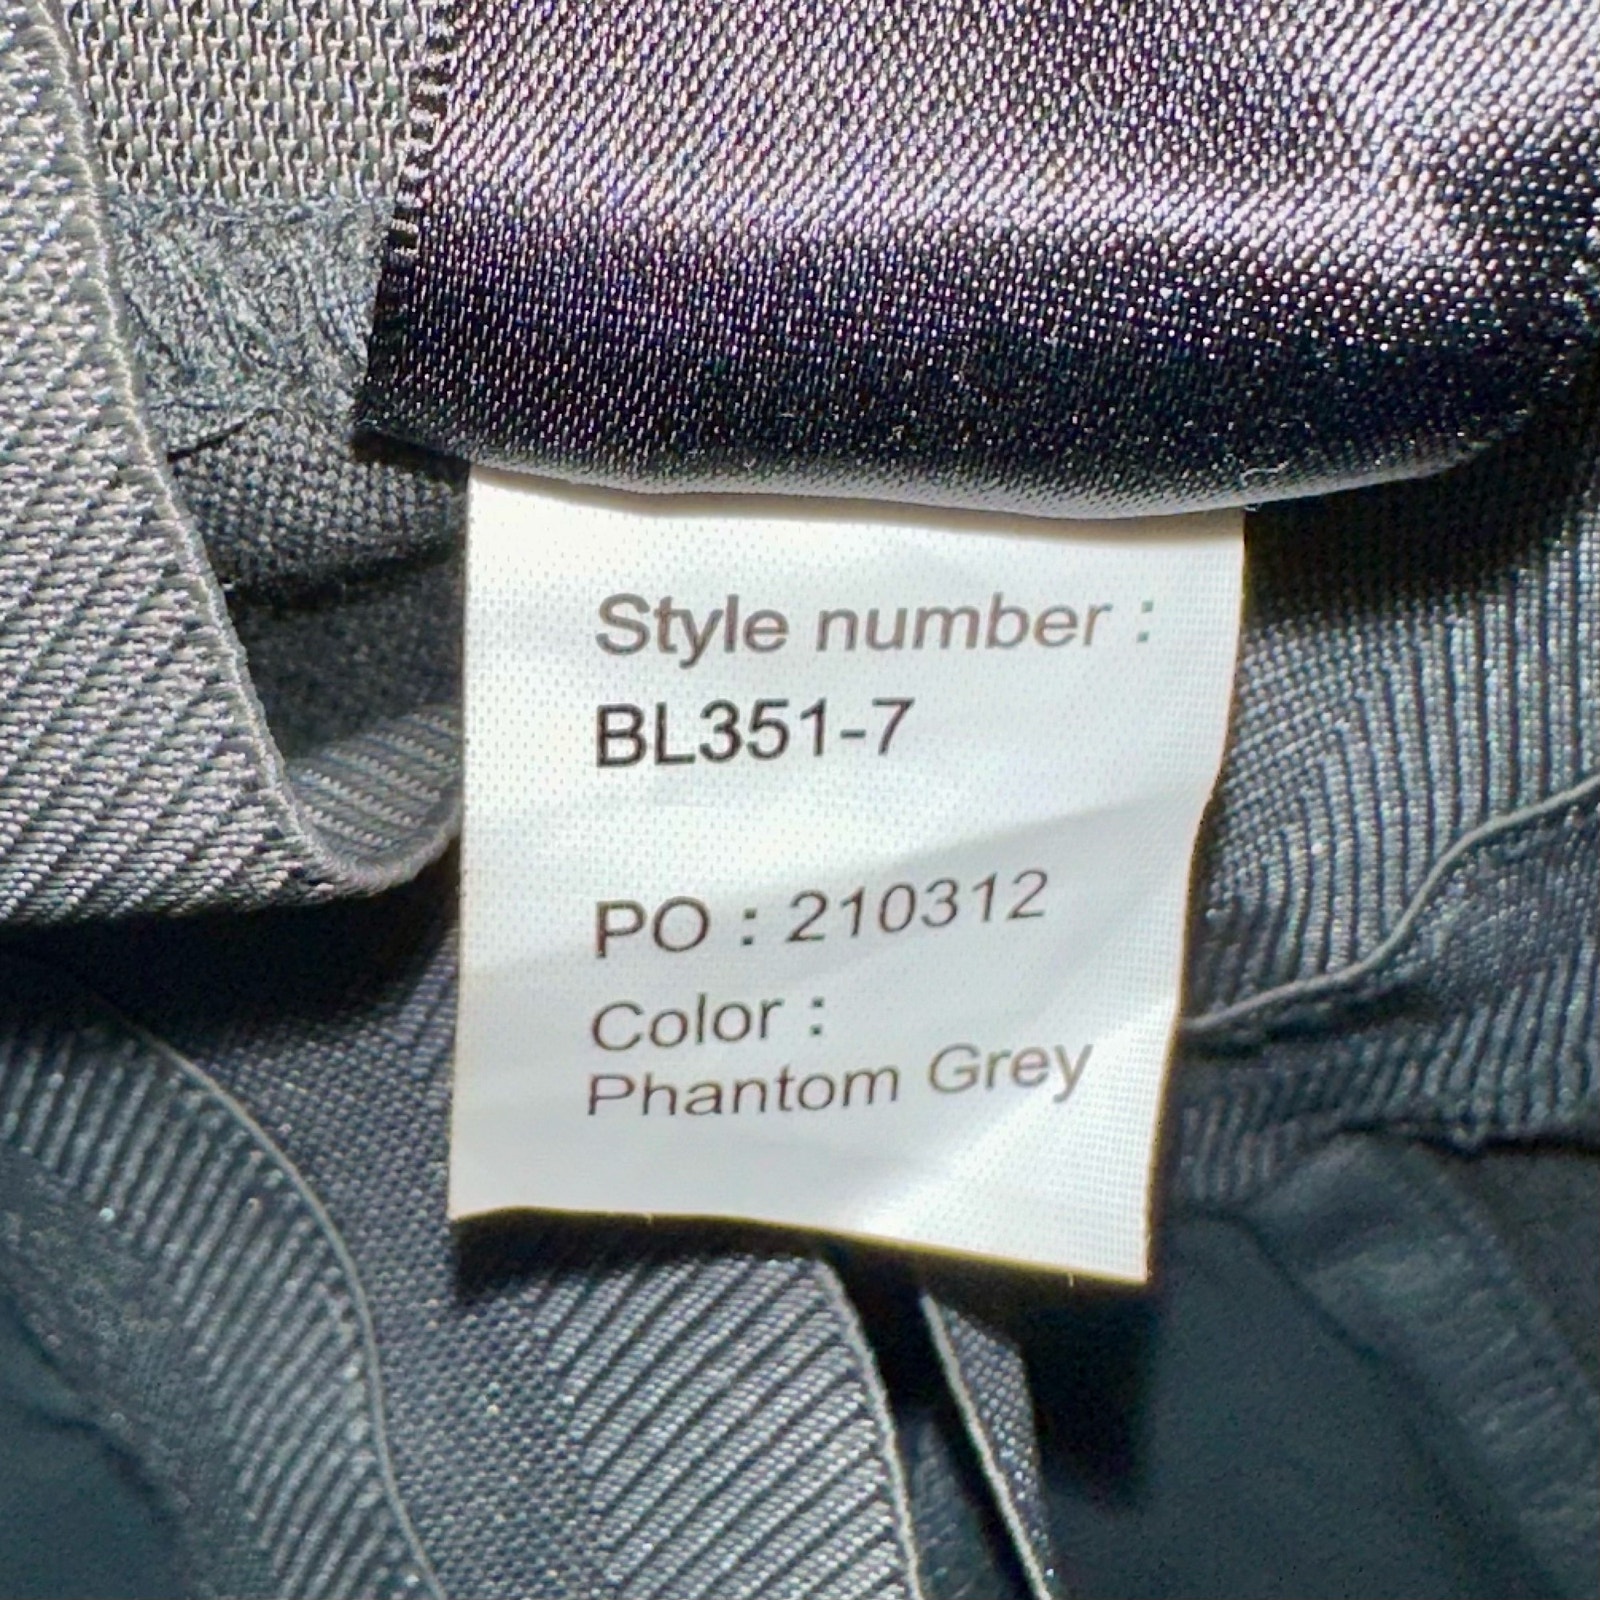 Style number :
BL351-7
PO : 210312
Color :
Phantom Grey